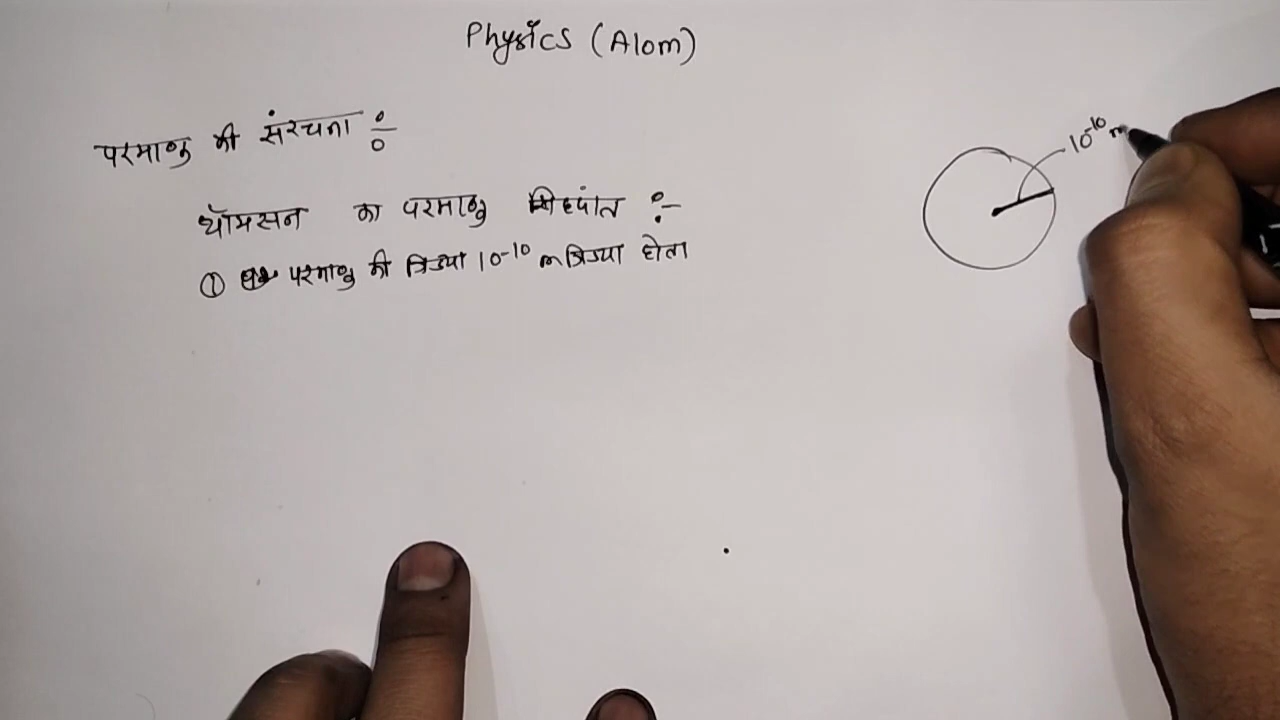 Physics (Atom)
परमाणु की संरचना :-
थॉमसन का परमाणु सिध्दांत :-
① परमाणु की त्रिज्या 10⁻¹⁰ m त्रिज्या होता
10⁻¹⁰ m